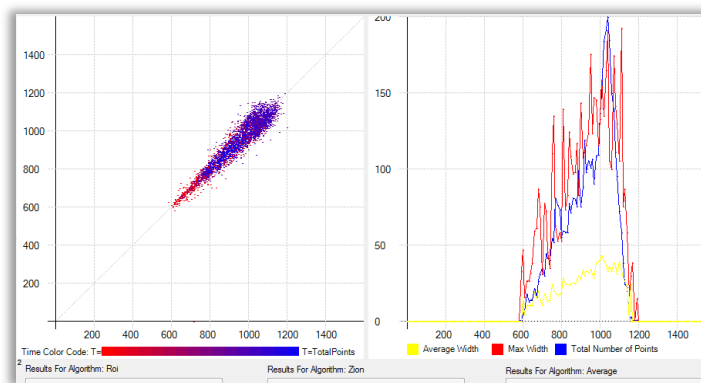 1400
1200
1000
800
600
400
200
200 400 600 800 1000 1200 1400
200
150
100
50
0
200 400 600 800 1000 1200 1400
Time Color Code: T= T=TotalPoints
Average Width Max Width Total Number of Points
2
Results For Algorithm: Roi Results For Algorithm: Zion Results For Algorithm: Average